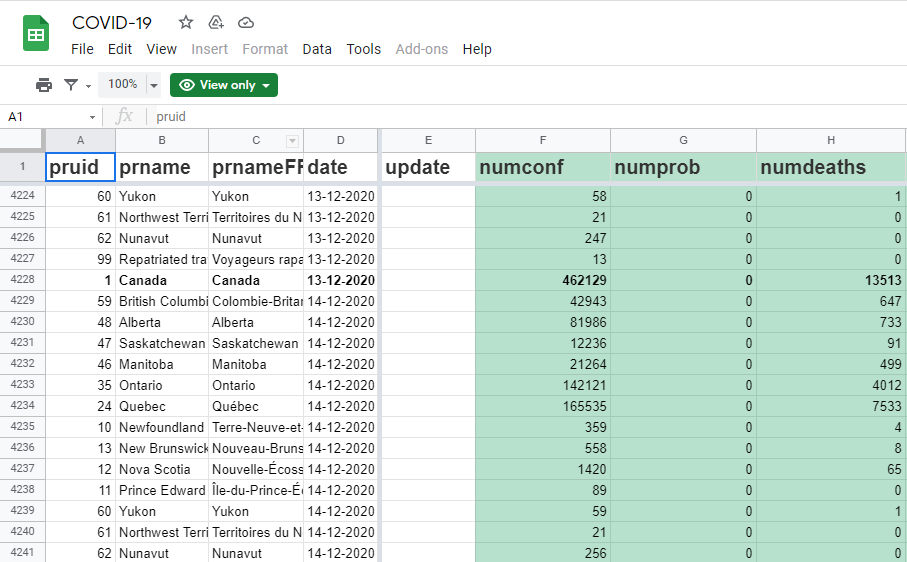 COVID-19
File Edit View Insert Format Data Tools Add-ons Help
100% View only
A1 fx pruid
A B C D E F G H
1 pruid prname prnameFF date update numconf numprob numdeaths
4224 60 Yukon Yukon 13-12-2020 58 0 1
4225 61 Northwest Terri Territoires du N 13-12-2020 21 0 0
4226 62 Nunavut Nunavut 13-12-2020 247 0 0
4227 99 Repatriated tra Voyageurs rapa 13-12-2020 13 0 0
4228 1 Canada Canada 13-12-2020 462129 0 13513
4229 59 British Columbi Colombie-Britan 14-12-2020 42943 0 647
4230 48 Alberta Alberta 14-12-2020 81986 0 733
4231 47 Saskatchewan Saskatchewan 14-12-2020 12236 0 91
4232 46 Manitoba Manitoba 14-12-2020 21264 0 499
4233 35 Ontario Ontario 14-12-2020 142121 0 4012
4234 24 Quebec Québec 14-12-2020 165535 0 7533
4235 10 Newfoundland Terre-Neuve-et- 14-12-2020 359 0 4
4236 13 New Brunswick Nouveau-Bruns 14-12-2020 558 0 8
4237 12 Nova Scotia Nouvelle-Écoss 14-12-2020 1420 0 65
4238 11 Prince Edward Île-du-Prince-É 14-12-2020 89 0 0
4239 60 Yukon Yukon 14-12-2020 59 0 1
4240 61 Northwest Terri Territoires du N 14-12-2020 21 0 0
4241 62 Nunavut Nunavut 14-12-2020 256 0 0